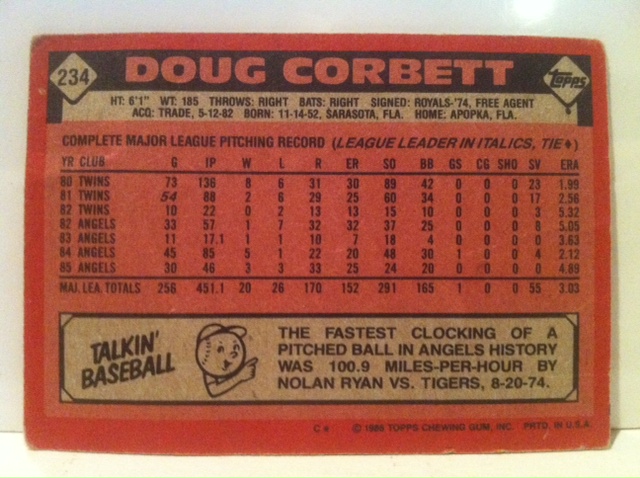 234 DOUG CORBETT Topps
HT: 6'1" WT: 185 THROWS: RIGHT BATS: RIGHT SIGNED: ROYALS-'74, FREE AGENT
ACQ: TRADE, 5-12-82 BORN: 11-14-52, SARASOTA, FLA. HOME: APOPKA, FLA.
COMPLETE MAJOR LEAGUE PITCHING RECORD (LEAGUE LEADER IN ITALICS, TIE♦)
YR CLUB G IP W L R ER SO BB GS CG SHO SV ERA
80 TWINS 73 136 8 6 31 30 89 42 0 0 0 23 1.99
81 TWINS 54 88 2 6 29 25 60 34 0 0 0 17 2.56
82 TWINS 10 22 0 2 13 13 15 10 0 0 0 3 5.32
82 ANGELS 33 57 1 7 32 32 37 25 0 0 0 8 5.05
83 ANGELS 11 17.1 1 1 10 7 18 4 0 0 0 0 3.63
84 ANGELS 45 85 5 1 22 20 48 30 1 0 0 4 2.12
85 ANGELS 30 46 3 3 33 25 24 20 0 0 0 0 4.89
MAJ. LEA. TOTALS 256 451.1 20 26 170 152 291 165 1 0 0 55 3.03
TALKIN'
BASEBALL
THE FASTEST CLOCKING OF A
PITCHED BALL IN ANGELS HISTORY
WAS 100.9 MILES-PER-HOUR BY
NOLAN RYAN VS. TIGERS, 8-20-74.
© 1986 TOPPS CHEWING GUM, INC. PRTD. IN U.S.A.